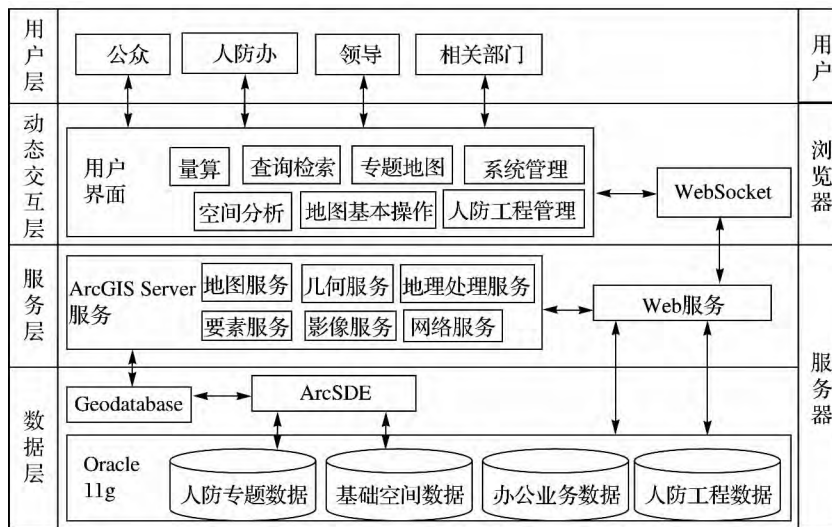 用户层
公众
人防办
领导
相关部门
用户
动态交互层
用户
界面
量算
查询检索
专题地图
系统管理
空间分析
地图基本操作
人防工程管理
WebSocket
浏览器
服务层
ArcGIS Server
服务
地图服务
几何服务
地理处理服务
要素服务
影像服务
网络服务
Web服务
服务器
数据层
Geodatabase
ArcSDE
Oracle
11g
人防专题数据
基础空间数据
办公业务数据
人防工程数据